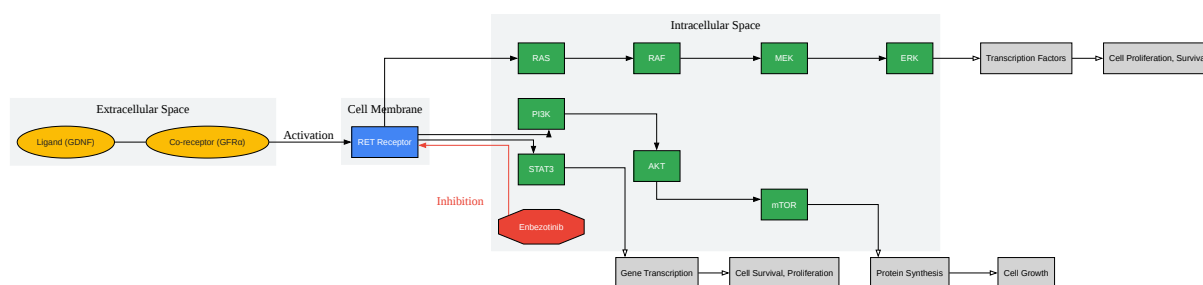 Intracellular Space
RAS
RAF
MEK
ERK
Transcription Factors
Cell Proliferation, Surviva
Extracellular Space
Cell Membrane
Ligand (GDNF)
Co-receptor (GFRα)
Activation
RET Receptor
PI3K
STAT3
AKT
mTOR
Inhibition
Enbezotinib
Gene Transcription
Cell Survival, Proliferation
Protein Synthesis
Cell Growth